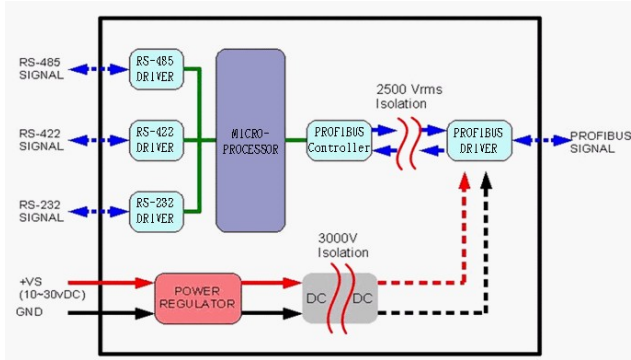 RS-485
SIGNAL
RS-485
DRIVER
RS-422
SIGNAL
RS-422
DRIVER
RS-232
SIGNAL
RS-232
DRIVER
MICRO-
PROCESSOR
PROFIBUS
Controller
2500 Vrms
Isolation
PROFIBUS
DRIVER
PROFIBUS
SIGNAL
+VS
(10~30vDC)
GND
POWER
REGULATOR
3000V
Isolation
DC
DC